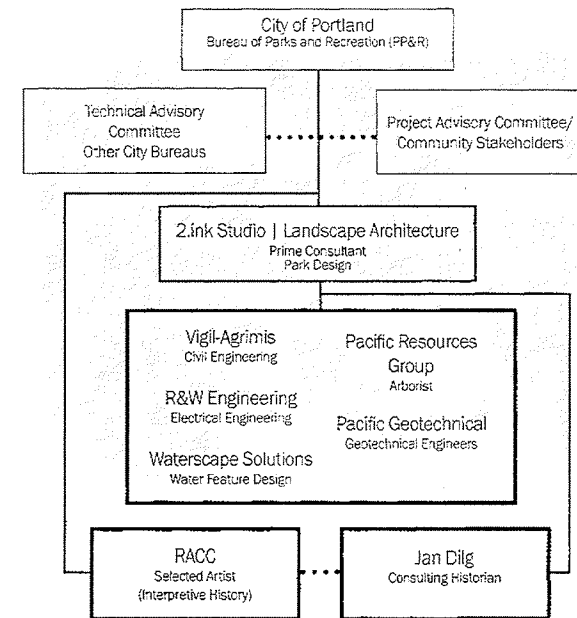 City of Portland
Bureau of Parks and Recreation (PP&R)
Technical Advisory
Committee
Other City Bureaus
Project Advisory Committee/
Community Stakeholders
2.ink Studio | Landscape Architecture
Prime Consultant
Park Design
Vigil-Agrimis
Civil Engineering
R&W Engineering
Electrical Engineering
Waterscape Solutions
Water Feature Design
Pacific Resources
Group
Arborist
Pacific Geotechnical
Geotechnical Engineers
RACC
Selected Artist
(Interpretive History)
Jan Dilg
Consulting Historian